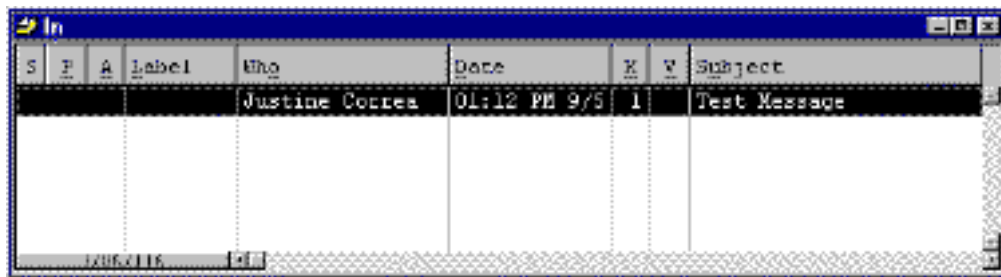 In
S P A Label Who Date K V Subject
Justine Correa 01:12 PM 9/5 1 Test Message